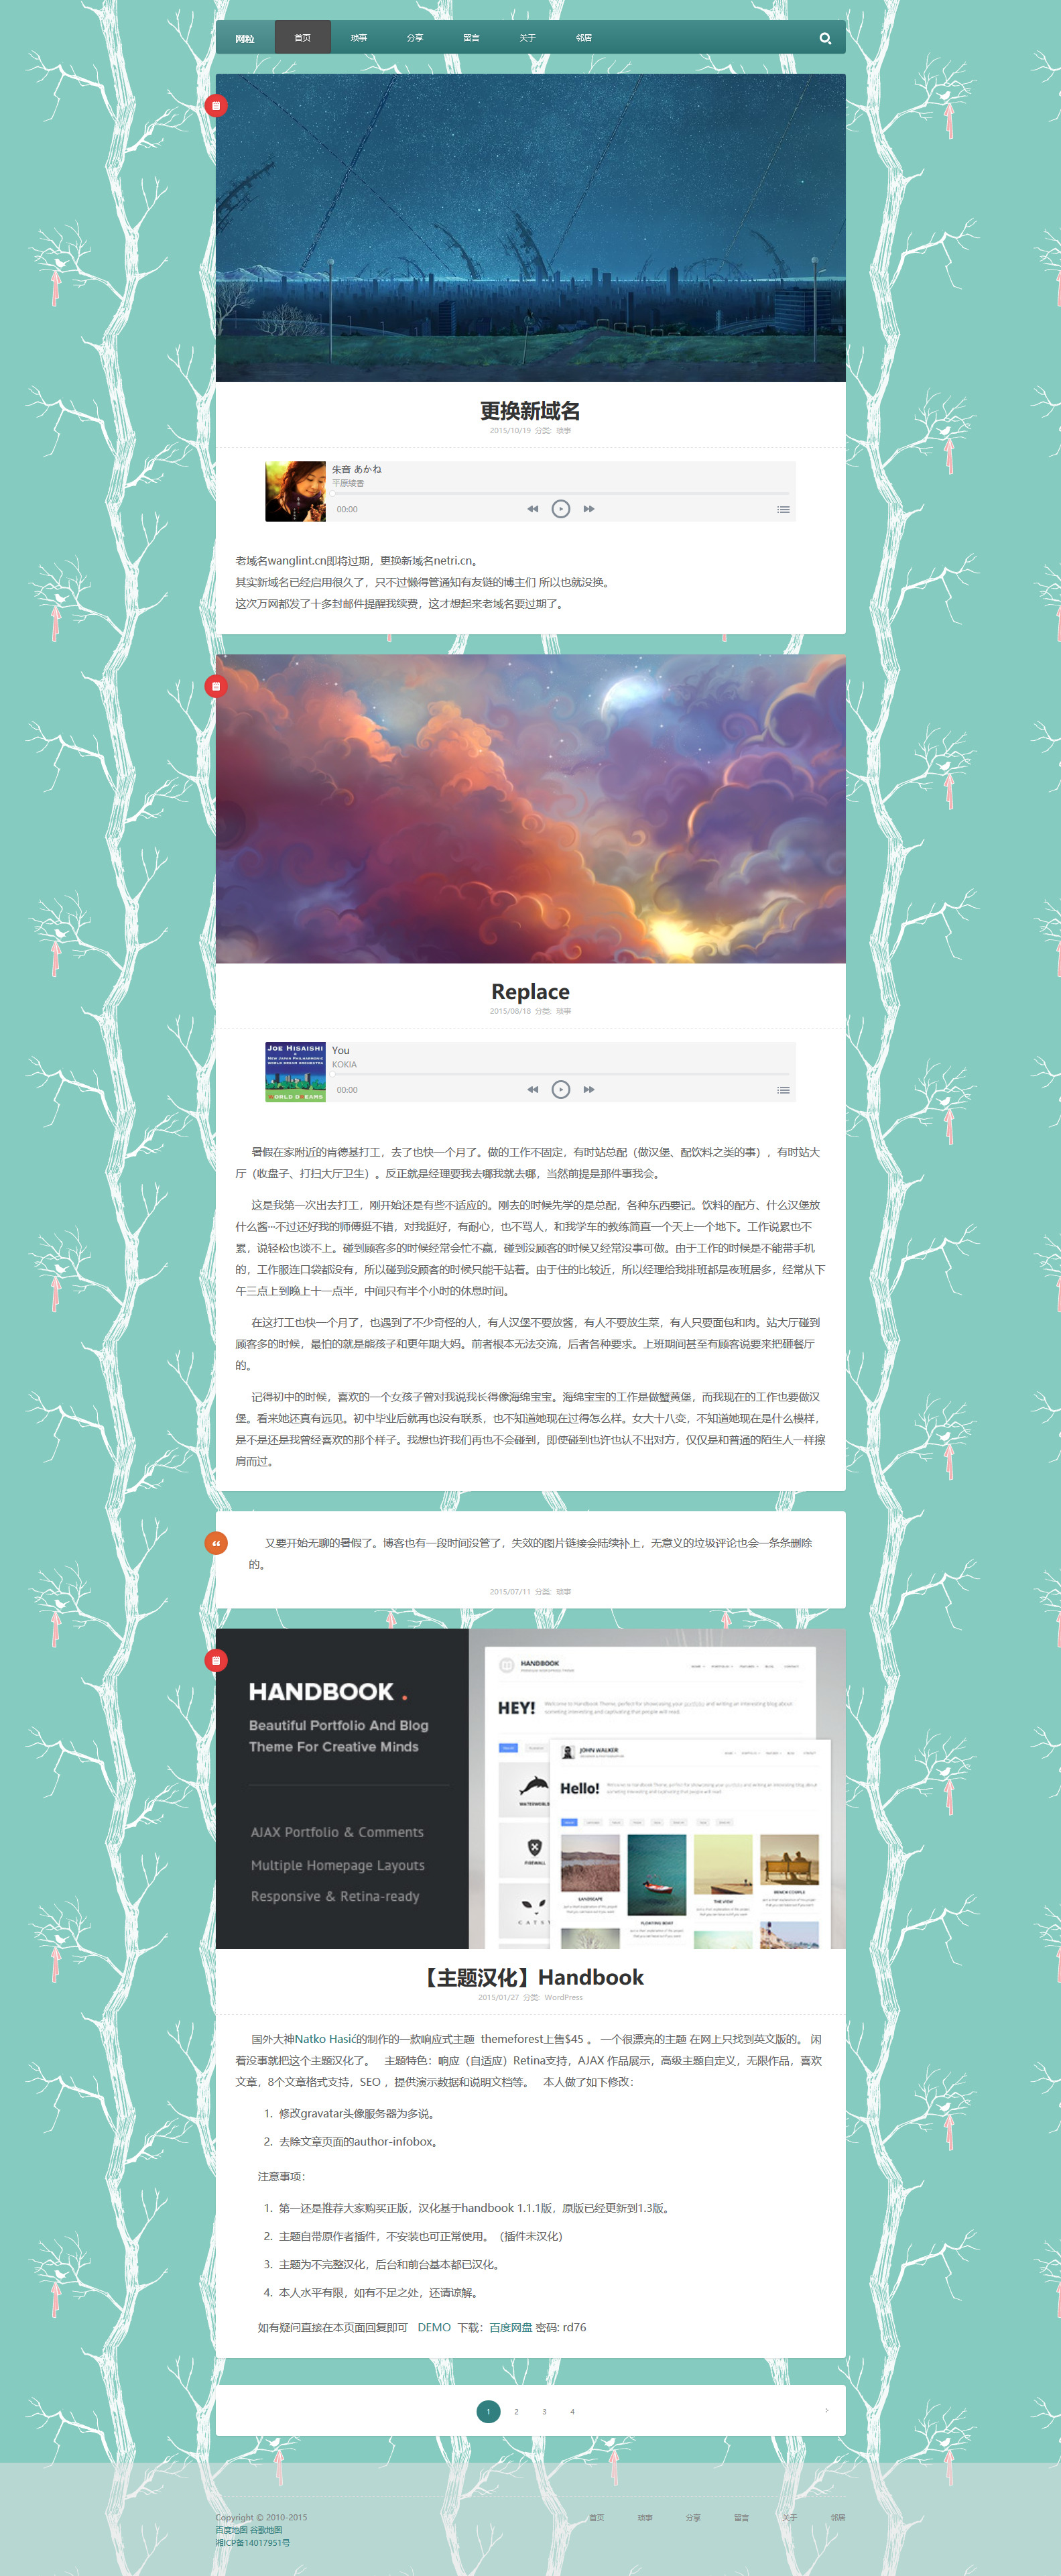 网粒 首页 琐事 分享 留言 关于 邻居
更换新域名
2015/10/19 分类: 琐事
朱音 あかね
平原绫香
00:00
老域名wanglint.cn即将过期，更换新域名netri.cn。
其实新域名已经启用很久了，只不过懒得管通知有友链的博主们 所以也就没换。
这次万网都发了十多封邮件提醒我续费，这才想起来老域名要过期了。
Replace
2015/08/18 分类: 琐事
JOE HISAISHI
NEW JAPAN PHILHARMONIC
WORLD DREAM ORCHESTRA
WORLD DREAMS
You
KOKIA
00:00
暑假在家附近的肯德基打工，去了也快一个月了。做的工作不固定，有时站总配（做汉堡、配饮料之类的事），有时站大
厅（收盘子、打扫大厅卫生）。反正就是经理要我去哪我就去哪，当然前提是那件事我会。
这是我第一次出去打工，刚开始还是有些不适应的。刚去的时候先学的是总配，各种东西要记。饮料的配方、什么汉堡放
什么酱···不过还好我的师傅挺不错，对我挺好，有耐心，也不骂人，和我学车的教练简直一个天上一个地下。工作说累也不
累，说轻松也谈不上。碰到顾客多的时候经常会忙不赢，碰到没顾客的时候又经常没事可做。由于工作的时候是不能带手机
的，工作服连口袋都没有，所以碰到没顾客的时候只能干站着。由于住的比较近，所以经理给我排班都是夜班居多，经常从下
午三点上到晚上十一点半，中间只有半个小时的休息时间。
在这打工也快一个月了，也遇到了不少奇怪的人，有人汉堡不要放酱，有人不要放生菜，有人只要面包和肉。站大厅碰到
顾客多的时候，最怕的就是熊孩子和更年期大妈。前者根本无法交流，后者各种要求。上班期间甚至有顾客说要来把砸餐厅
的。
记得初中的时候，喜欢的一个女孩子曾对我说我长得像海绵宝宝。海绵宝宝的工作是做蟹黄堡，而我现在的工作也要做汉
堡。看来她还真有远见。初中毕业后就再也没有联系，也不知道她现在过得怎么样。女大十八变，不知道她现在是什么模样，
是不是还是我曾经喜欢的那个样子。我想也许我们再也不会碰到，即使碰到也许也认不出对方，仅仅是和普通的陌生人一样擦
肩而过。
又要开始无聊的暑假了。博客也有一段时间没管了，失效的图片链接会陆续补上，无意义的垃圾评论也会一条条删除
的。
2015/07/11 分类: 琐事
HANDBOOK .
Beautiful Portfolio And Blog
Theme For Creative Minds
AJAX Portfolio & Comments
Multiple Homepage Layouts
Responsive & Retina-ready
HANDBOOK
HEY!
JOHN WALKER
Hello!
WATERWORLD
FIREWALL
LANDSCAPE
FLOATING BOAT
THE VIEW
BENCH COUPLE
【主题汉化】Handbook
2015/01/27 分类: WordPress
国外大神Natko Hasić的制作的一款响应式主题 themeforest上售$45 。 一个很漂亮的主题 在网上只找到英文版的。 闲
着没事就把这个主题汉化了。 主题特色：响应（自适应）Retina支持，AJAX 作品展示，高级主题自定义，无限作品，喜欢
文章，8个文章格式支持，SEO ，提供演示数据和说明文档等。 本人做了如下修改：
1. 修改gravatar头像服务器为多说。
2. 去除文章页面的author-infobox。
注意事项：
1. 第一还是推荐大家购买正版，汉化基于handbook 1.1.1版，原版已经更新到1.3版。
2. 主题自带原作者插件，不安装也可正常使用。（插件未汉化）
3. 主题为不完整汉化，后台和前台基本都已汉化。
4. 本人水平有限，如有不足之处，还请谅解。
如有疑问直接在本页面回复即可 DEMO 下载：百度网盘 密码: rd76
1 2 3 4
Copyright © 2010-2015 首页 琐事 分享 留言 关于 邻居
百度地图 谷歌地图
湘ICP备14017951号